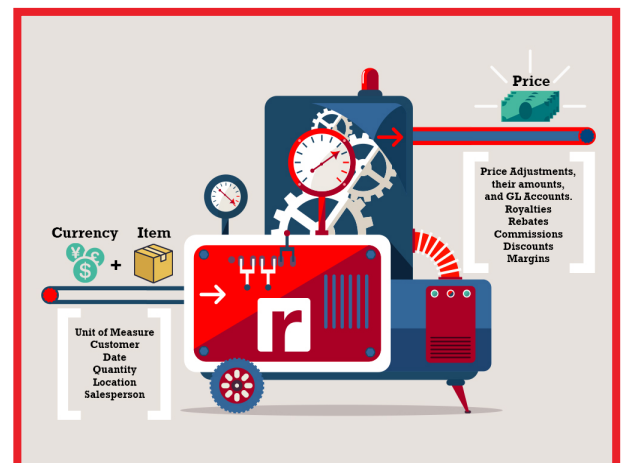 Price
Price Adjustments,
their amounts,
and GL Accounts.
Royalties
Rebates
Commissions
Discounts
Margins
Currency Item
¥ £
$ +
r
Unit of Measure
Customer
Date
Quantity
Location
Salesperson